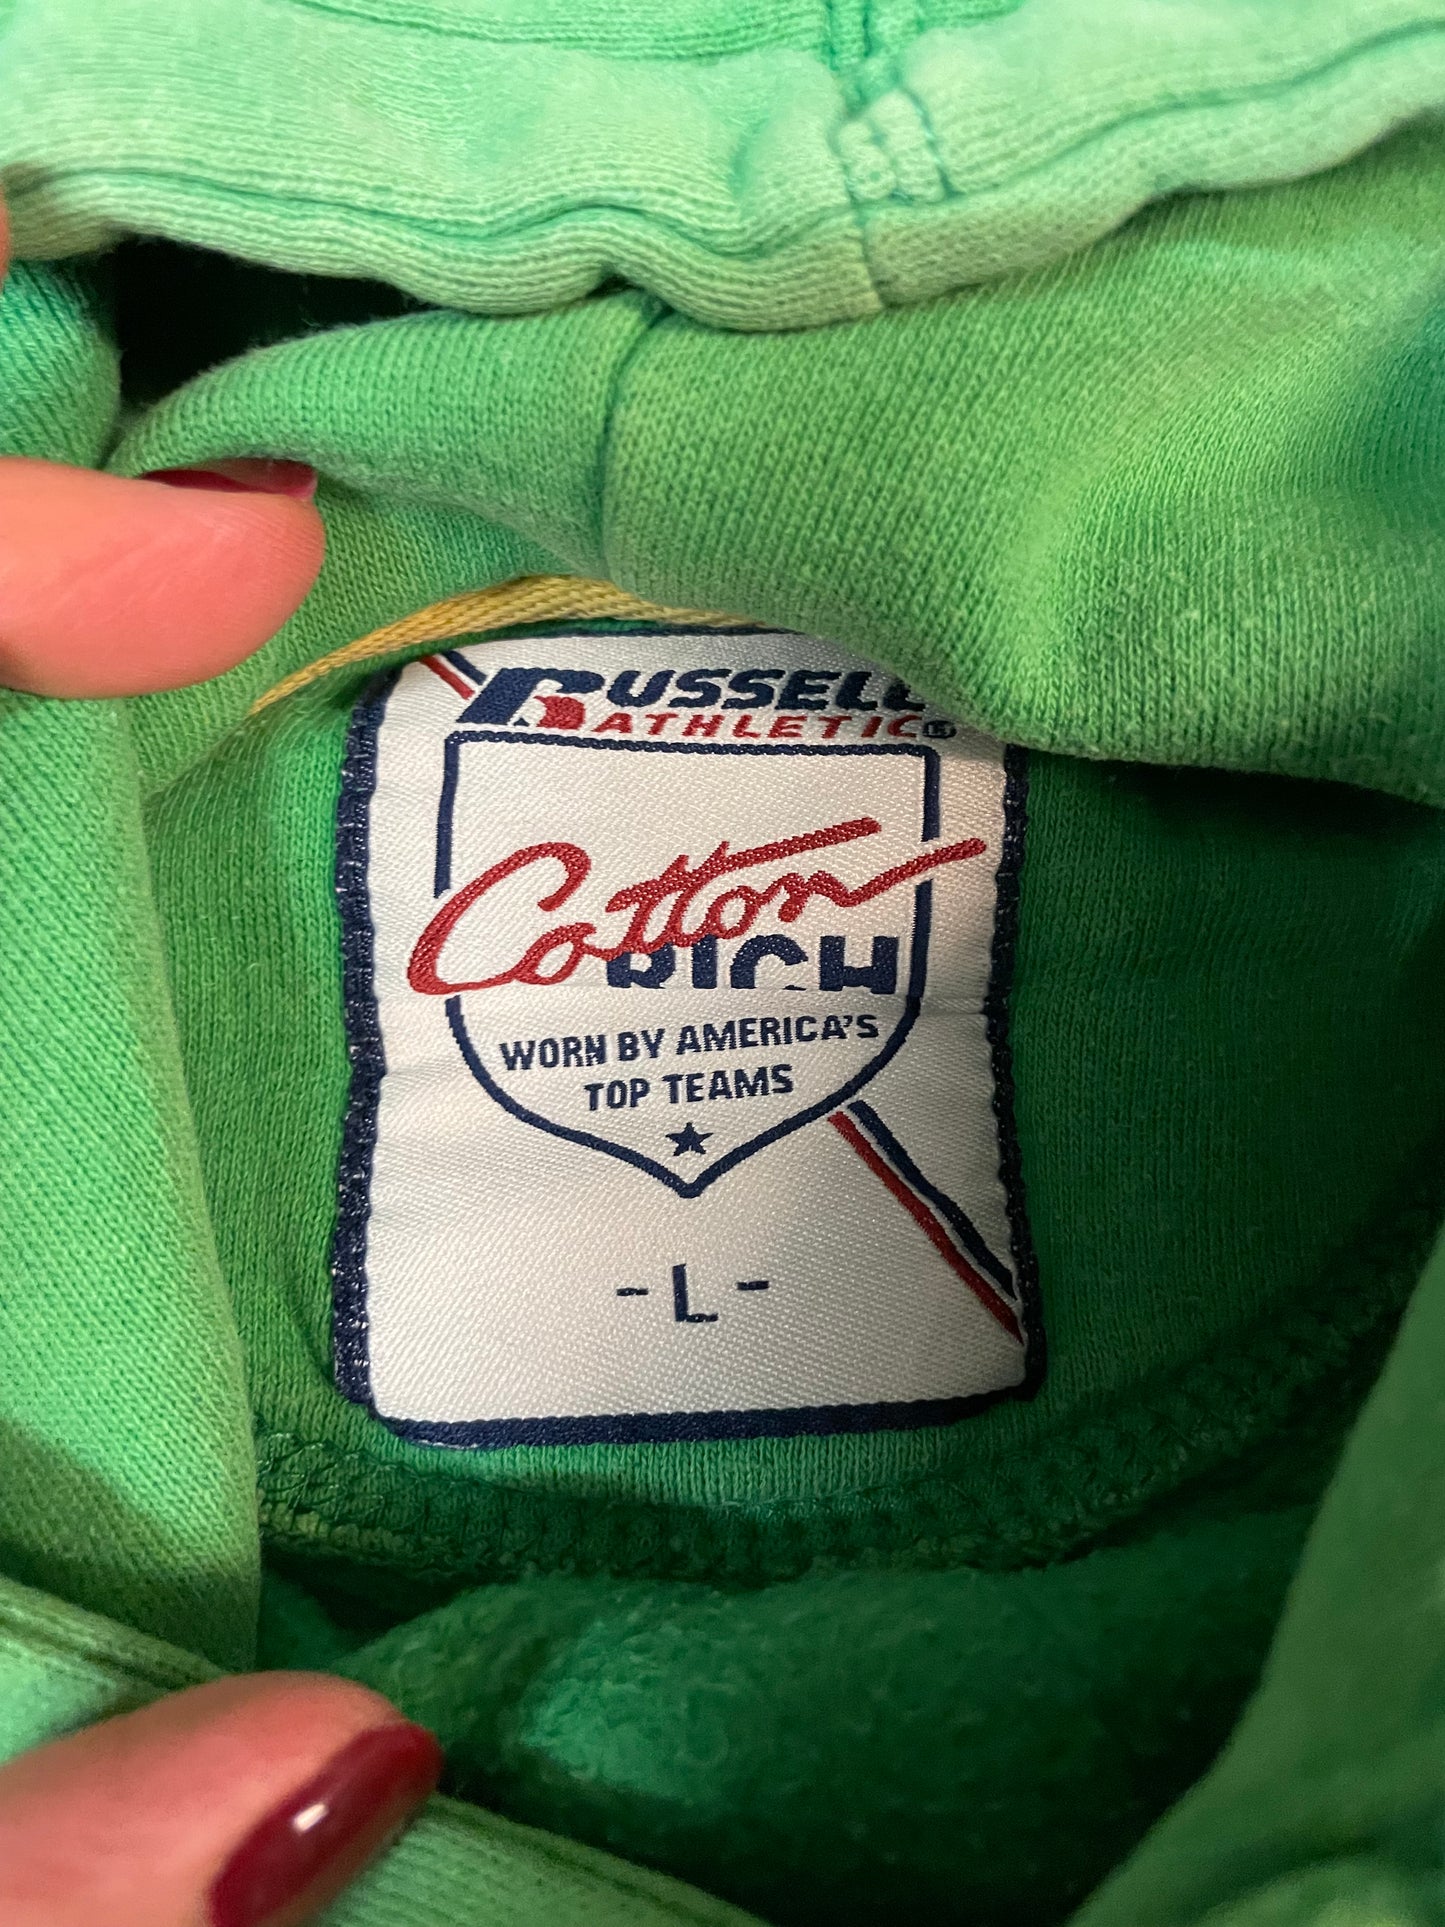 RUSSELL
ATHLETIC®
Cotton
RICH
WORN BY AMERICA'S
TOP TEAMS
- L -